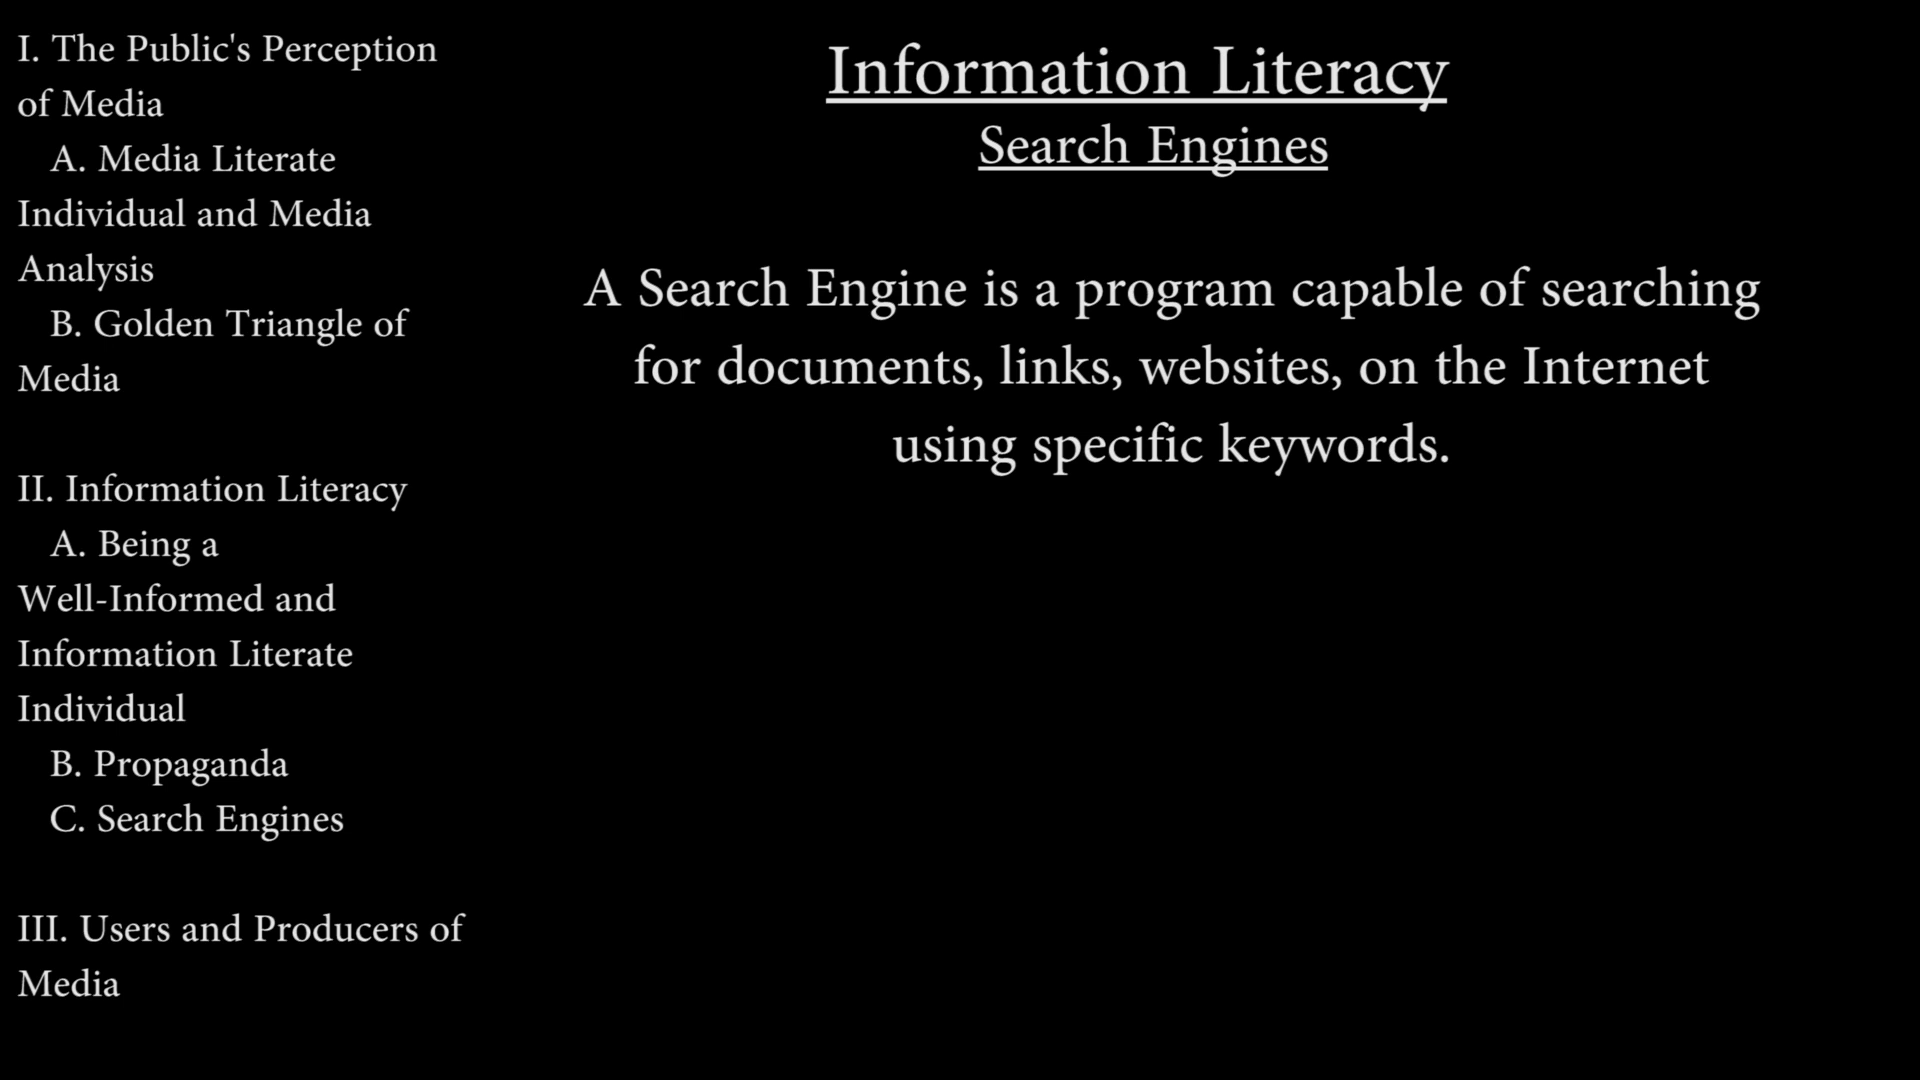 I. The Public's Perception
of Media
A. Media Literate
Individual and Media
Analysis
B. Golden Triangle of
Media
II. Information Literacy
A. Being a
Well-Informed and
Information Literate
Individual
B. Propaganda
C. Search Engines
III. Users and Producers of
Media
Information Literacy
Search Engines
A Search Engine is a program capable of searching
for documents, links, websites, on the Internet
using specific keywords.